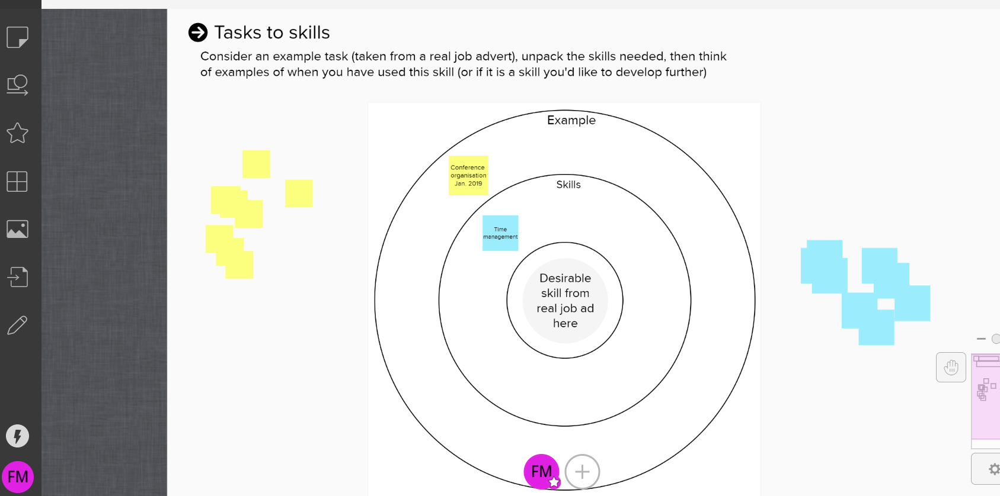 Tasks to skills
Consider an example task (taken from a real job advert), unpack the skills needed, then think
of examples of when you have used this skill (or if it is a skill you'd like to develop further)
Example
Conference
organisation
Jan. 2019
Skills
Time
management
Desirable
skill from
real job ad
here
FM
FM